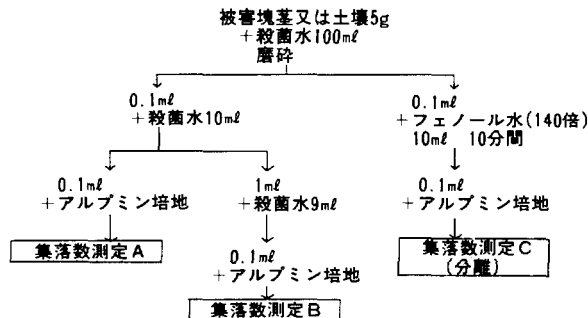 被害塊茎又は土壌5g
+殺菌水100mℓ
磨砕
0.1mℓ
+殺菌水10mℓ
0.1mℓ
+フェノール水(140倍)
10mℓ 10分間
0.1mℓ
+アルブミン培地
1mℓ
+殺菌水9mℓ
0.1mℓ
+アルブミン培地
集落数測定A
0.1mℓ
+アルブミン培地
集落数測定C
(分離)
集落数測定B